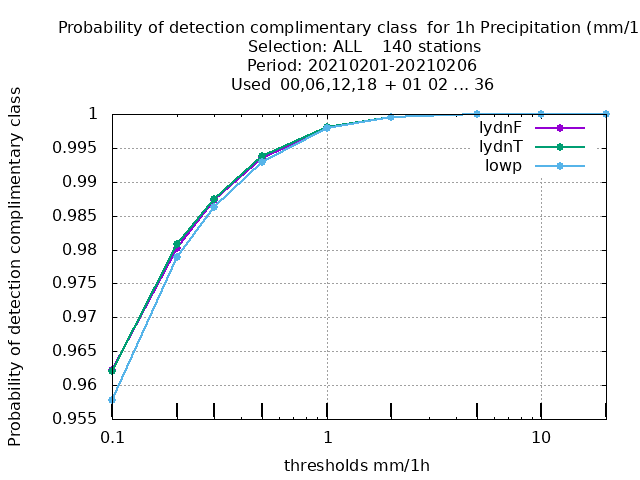 Probability of detection complimentary class for 1h Precipitation (mm/1
Selection: ALL 140 stations
Period: 20210201-20210206
Used 00,06,12,18 + 01 02 ... 36
Probability of detection complimentary class
1
0.995
0.99
0.985
0.98
0.975
0.97
0.965
0.96
0.955
lydnF
lydnT
lowp
0.1
1
10
thresholds mm/1h